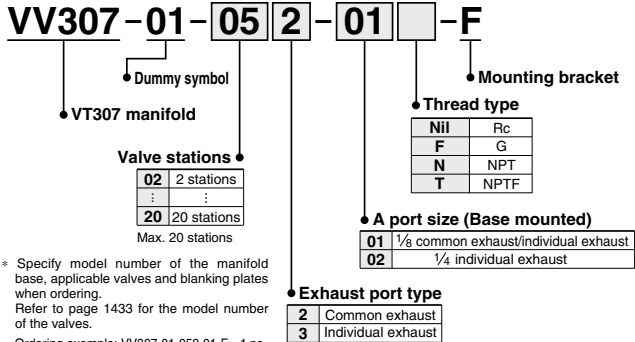 VV307-01-05 2-01 -F
Dummy symbol
Mounting bracket
VT307 manifold
Thread type
Nil Rc
F G
N NPT
T NPTF
Valve stations
02 2 stations
⋮ ⋮
20 20 stations
Max. 20 stations
A port size (Base mounted)
01 1/8 common exhaust/individual exhaust
02 1/4 individual exhaust
* Specify model number of the manifold
base, applicable valves and blanking plates
when ordering.
Refer to page 1433 for the model number
of the valves.
Exhaust port type
2 Common exhaust
3 Individual exhaust